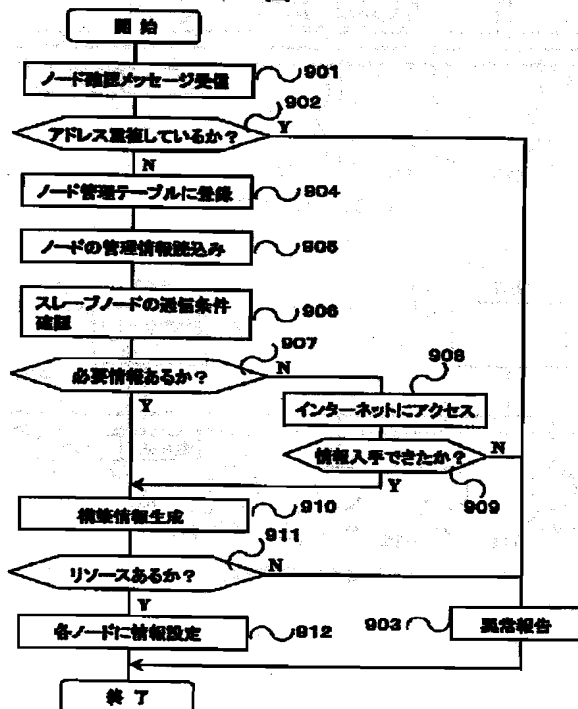 開始
ノード確認メッセージ受信
901
902
アドレス重複しているか？
Y
N
ノード管理テーブルに登録
904
ノードの管理情報読込み
905
スレーブノードの通信条件
確認
906
907
必要情報あるか？
N
Y
908
インターネットにアクセス
情報入手できたか？
N
Y
909
構築情報生成
910
911
リソースあるか？
N
Y
各ノードに情報設定
912
903
異常報告
終了